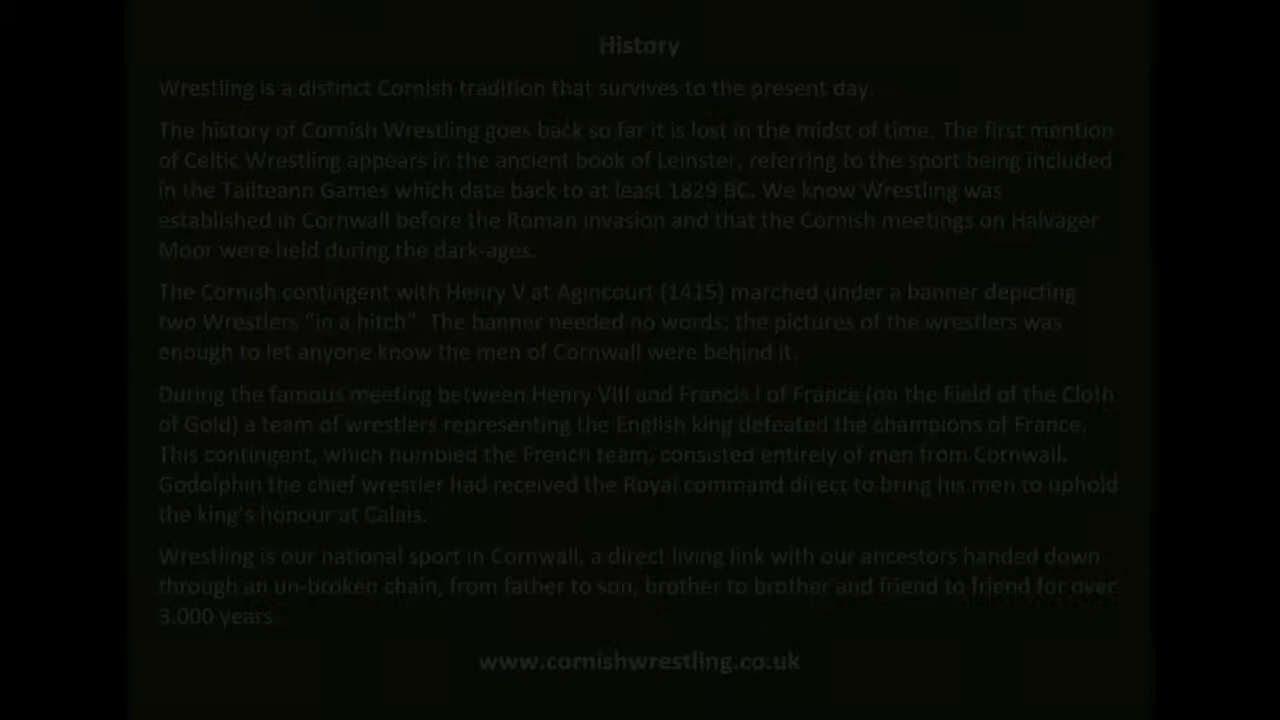 History
Wrestling is a distinct Cornish tradition that survives to the present day.
The history of Cornish Wrestling goes back so far it is lost in the midst of time. The first mention
of Celtic Wrestling appears in the ancient book of Leinster, referring to the sport being included
in the Tailteann Games which date back to at least 1829 BC. We know Wrestling was
established in Cornwall before the Roman invasion and that the Cornish meetings on Halvager
Moor were held during the dark-ages.
The Cornish contingent with Henry V at Agincourt (1415) marched under a banner depicting
two Wrestlers "in a hitch". The banner needed no words; the pictures of the wrestlers was
enough to let anyone know the men of Cornwall were behind it.
During the famous meeting between Henry VIII and Francis I of France (on the Field of the Cloth
of Gold) a team of wrestlers representing the English king defeated the champions of France.
This contingent, which humbled the French team, consisted entirely of men from Cornwall.
Godolphin the chief wrestler had received the Royal command direct to bring his men to uphold
the king's honour at Calais.
Wrestling is our national sport in Cornwall, a direct living link with our ancestors handed down
through an un-broken chain, from father to son, brother to brother and friend to friend for over
3,000 years
www.cornishwrestling.co.uk